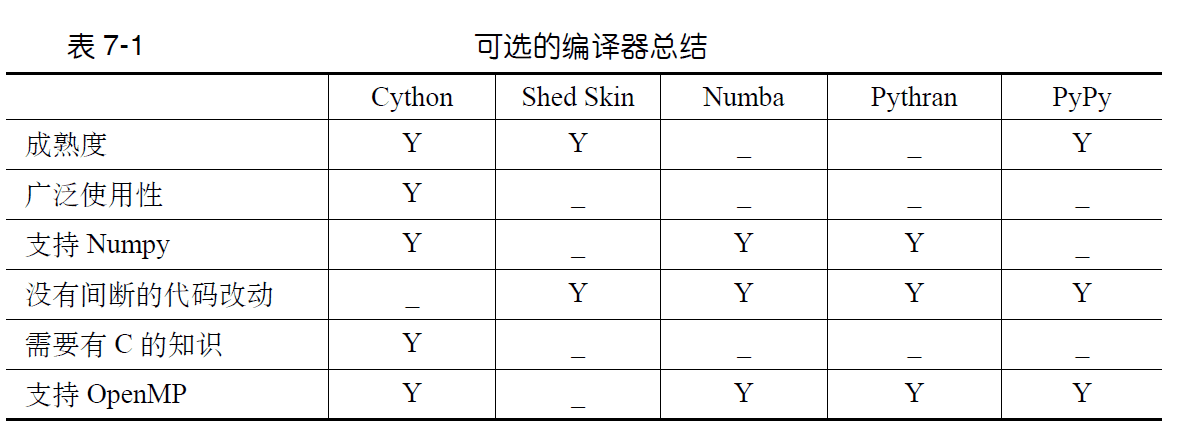 表 7-1 可选的编译器总结
Cython Shed Skin Numba Pythran PyPy
成熟度 Y Y _ _ Y
广泛使用性 Y _ _ _ _
支持 Numpy Y _ Y Y _
没有间断的代码改动 _ Y Y Y Y
需要有 C 的知识 Y _ _ _ _
支持 OpenMP Y _ Y Y Y